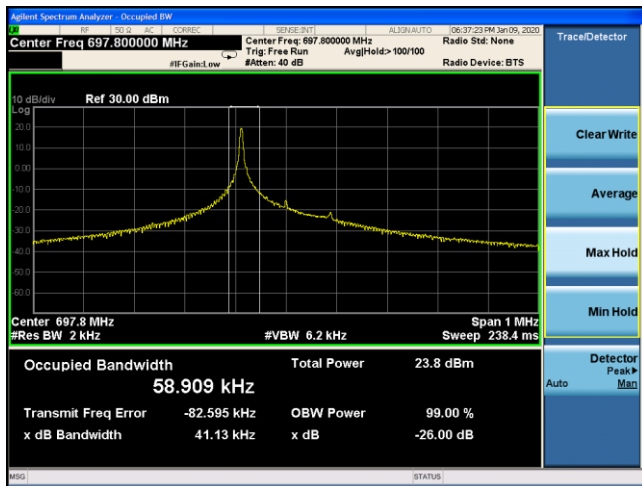 Agilent Spectrum Analyzer - Occupied BW
RF 50 Ω AC CORREC SENSE:INT ALIGNAUTO 06:37:23 PM Jan 09, 2020
Center Freq 697.800000 MHz Center Freq: 697.800000 MHz Radio Std: None Trace/Detector
Trig: Free Run Avg|Hold:> 100/100
#IFGain:Low #Atten: 40 dB Radio Device: BTS
10 dB/div Ref 30.00 dBm
Log
20.0
10.0
0.00
-10.0
-20.0
-30.0
-40.0
-50.0
-60.0
Clear Write
Average
Max Hold
Min Hold
Center 697.8 MHz Span 1 MHz
#Res BW 2 kHz #VBW 6.2 kHz Sweep 238.4 ms
Occupied Bandwidth Total Power 23.8 dBm
58.909 kHz
Transmit Freq Error -82.595 kHz OBW Power 99.00 %
x dB Bandwidth 41.13 kHz x dB -26.00 dB
Detector
Peak▶
Auto Man
MSG STATUS